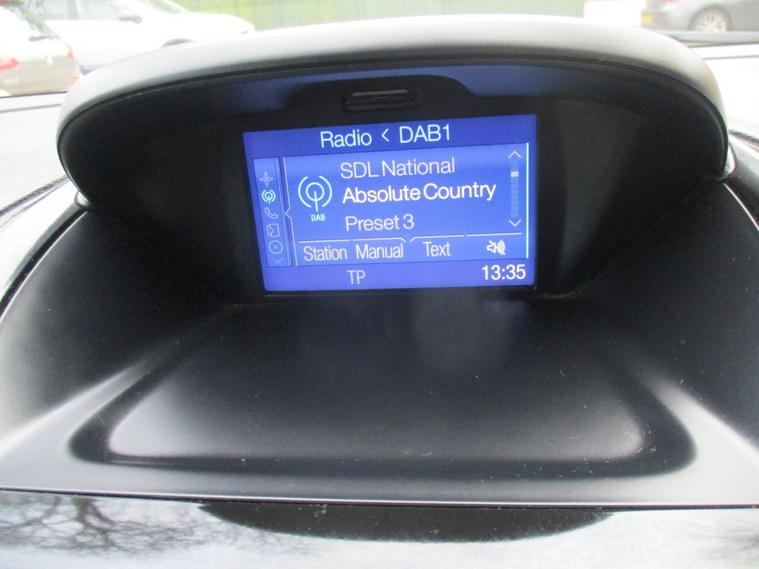 Radio < DAB1
SDL National
Absolute Country
DAB
Preset 3
Station Manual Text
TP 13:35